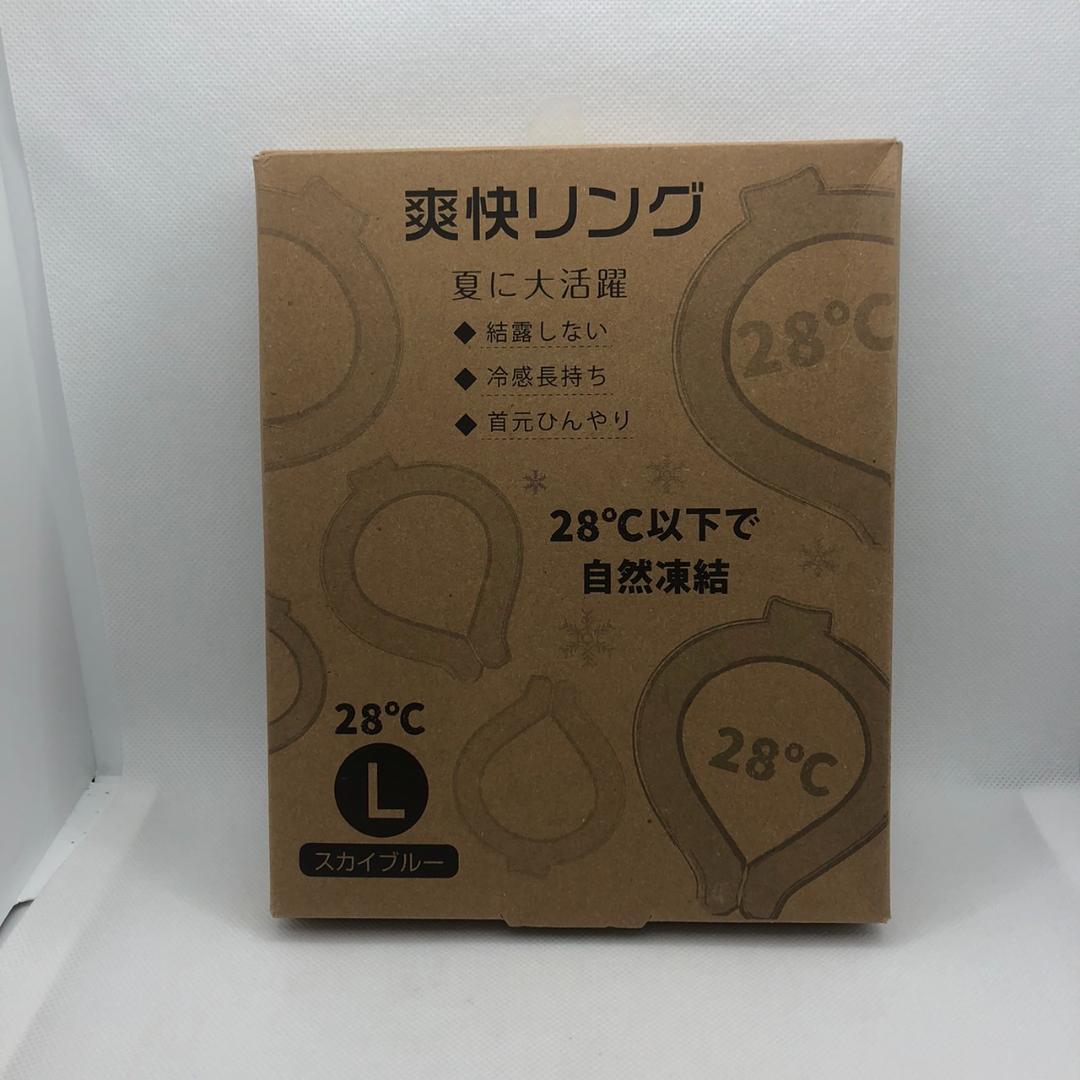 爽快リング
夏に大活躍
◆ 結露しない
◆ 冷感長持ち
◆ 首元ひんやり
28℃
28℃以下で
自然凍結
28℃
L
スカイブルー
28℃